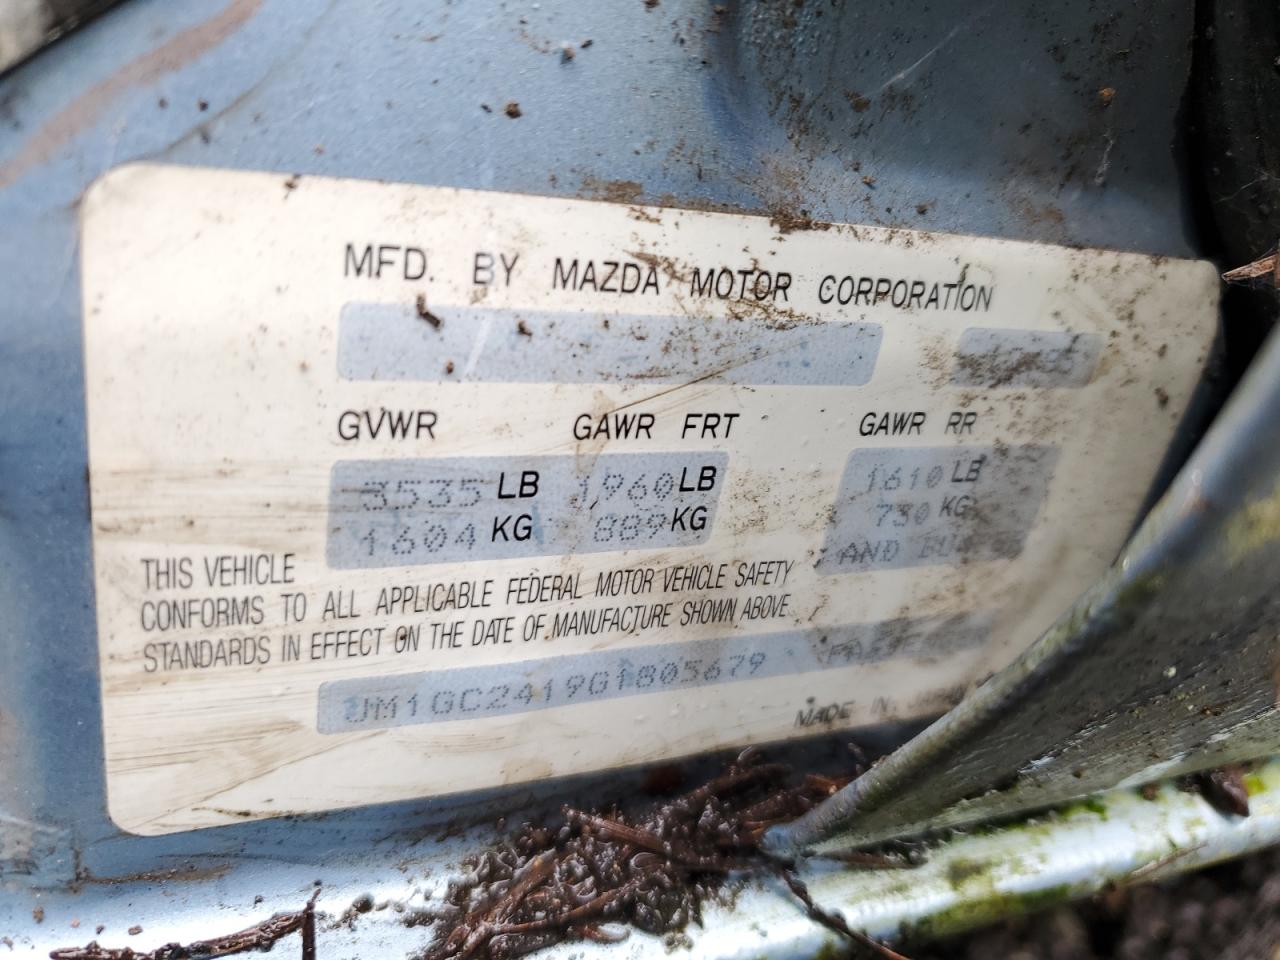 MFD. BY MAZDA MOTOR CORPORATION
GVWR GAWR FRT GAWR RR
3535 LB 1960 LB 1610 LB
1604 KG 889 KG 730 KG
AND
THIS VEHICLE
CONFORMS TO ALL APPLICABLE FEDERAL MOTOR VEHICLE SAFETY
STANDARDS IN EFFECT ON THE DATE OF MANUFACTURE SHOWN ABOVE
JM1GC2419G1805679
MADE IN JAPAN